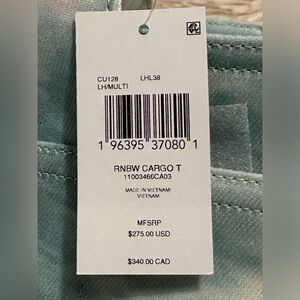 CU128 LHL38
LH/MULTI
1 96395 37080 1
RNBW CARGO T
11003466CA03
MADE IN VIETNAM/
VIETNAM
MFSRP
$275.00 USD
$340.00 CAD